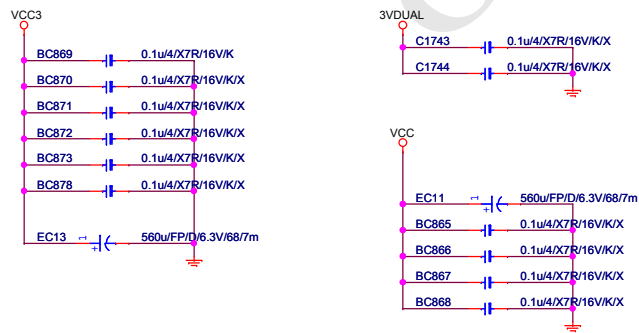 VCC3
BC869 0.1u/4/X7R/16V/K
BC870 0.1u/4/X7R/16V/K/X
BC871 0.1u/4/X7R/16V/K/X
BC872 0.1u/4/X7R/16V/K/X
BC873 0.1u/4/X7R/16V/K/X
BC878 0.1u/4/X7R/16V/K/X
EC13 1 + 560u/FP/D/6.3V/68/7m
3VDUAL
C1743 0.1u/4/X7R/16V/K/X
C1744 0.1u/4/X7R/16V/K/X
VCC
EC11 1 + 560u/FP/D/6.3V/68/7m
BC865 0.1u/4/X7R/16V/K/X
BC866 0.1u/4/X7R/16V/K/X
BC867 0.1u/4/X7R/16V/K/X
BC868 0.1u/4/X7R/16V/K/X